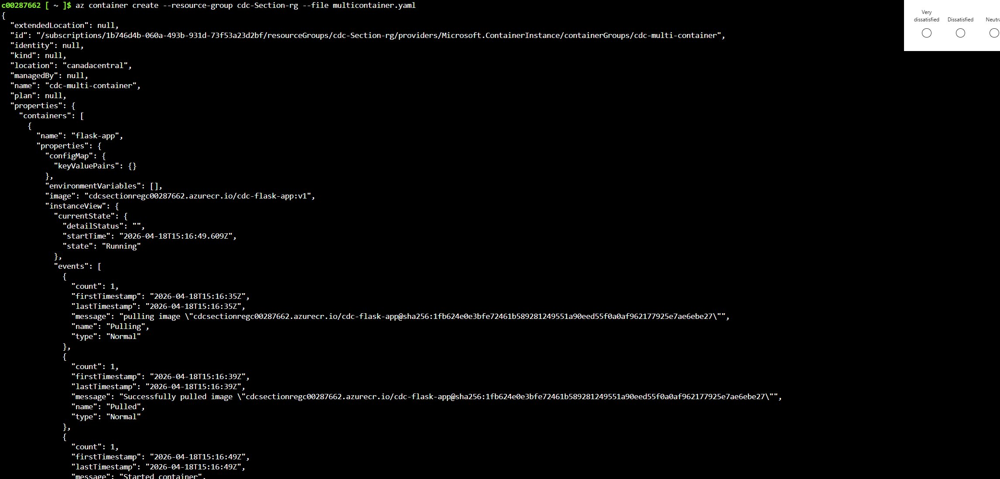 c00287662 [ ~ ]$ az container create --resource-group cdc-Section-rg --file multicontainer.yaml
{
  "extendedLocation": null,
  "id": "/subscriptions/1b746d4b-060a-493b-931d-73f53a23d2bf/resourceGroups/cdc-Section-rg/providers/Microsoft.ContainerInstance/containerGroups/cdc-multi-container",
  "identity": null,
  "kind": null,
  "location": "canadacentral",
  "managedBy": null,
  "name": "cdc-multi-container",
  "plan": null,
  "properties": {
    "containers": [
      {
        "name": "flask-app",
        "properties": {
          "configMap": {
            "keyValuePairs": {}
          },
          "environmentVariables": [],
          "image": "cdcsectionregc00287662.azurecr.io/cdc-flask-app:v1",
          "instanceView": {
            "currentState": {
              "detailStatus": "",
              "startTime": "2026-04-18T15:16:49.609Z",
              "state": "Running"
            },
            "events": [
              {
                "count": 1,
                "firstTimestamp": "2026-04-18T15:16:35Z",
                "lastTimestamp": "2026-04-18T15:16:35Z",
                "message": "pulling image \"cdcsectionregc00287662.azurecr.io/cdc-flask-app@sha256:1fb624e0e3bfe72461b589281249551a90eed55f0a0af962177925e7ae6ebe27\"",
                "name": "Pulling",
                "type": "Normal"
              },
              {
                "count": 1,
                "firstTimestamp": "2026-04-18T15:16:39Z",
                "lastTimestamp": "2026-04-18T15:16:39Z",
                "message": "Successfully pulled image \"cdcsectionregc00287662.azurecr.io/cdc-flask-app@sha256:1fb624e0e3bfe72461b589281249551a90eed55f0a0af962177925e7ae6ebe27\"",
                "name": "Pulled",
                "type": "Normal"
              },
              {
                "count": 1,
                "firstTimestamp": "2026-04-18T15:16:49Z",
                "lastTimestamp": "2026-04-18T15:16:49Z",
                "message": "Started container",
Very
dissatisfied
Dissatisfied